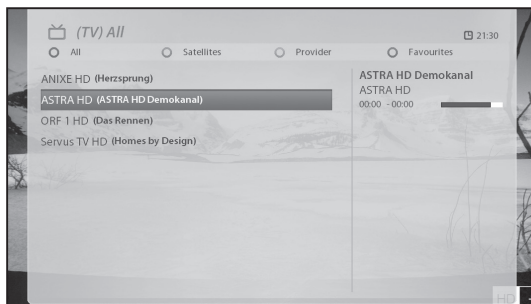 (TV) All
21:30
All Satellites Provider Favourites
ANIXE HD (Herzsprung)
ASTRA HD (ASTRA HD Demokanal)
ORF 1 HD (Das Rennen)
Servus TV HD (Homes by Design)
ASTRA HD Demokanal
ASTRA HD
00:00 - 00:00
HD